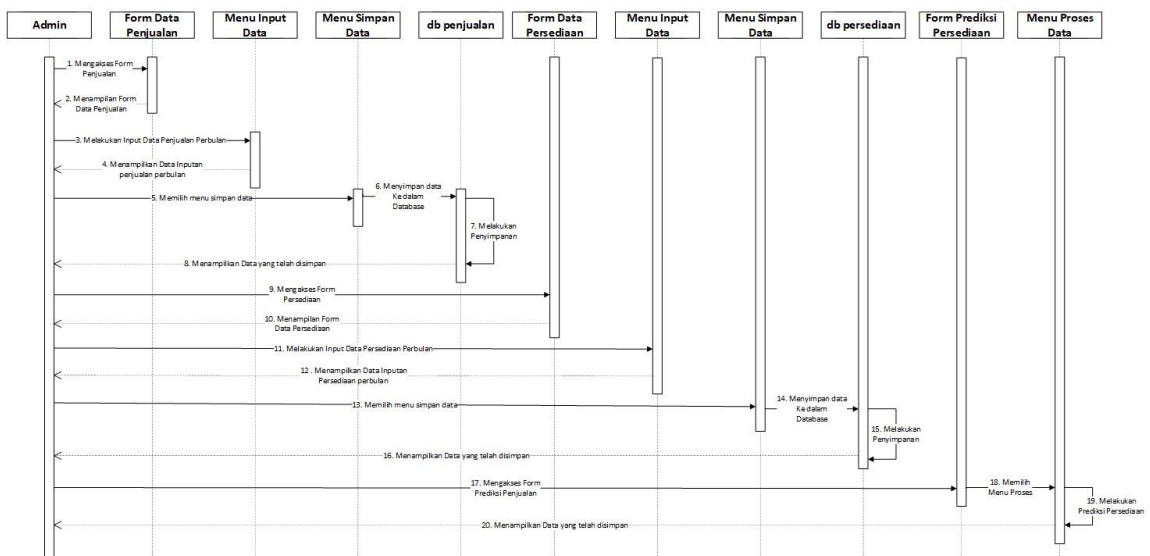 Admin
Form Data
Penjualan
Menu Input
Data
Menu Simpan
Data
db penjualan
Form Data
Persediaan
Menu Input
Data
Menu Simpan
Data
db persediaan
Form Prediksi
Persediaan
Menu Proses
Data
1. Mengakses Form
Penjualan
2. Menampilan Form
Data Penjualan
3. Melakukan Input Data Penjualan Perbulan
4. Menampilkan Data Inputan
penjualan perbulan
5. Memilih menu simpan data
6. Menyimpan data
Ke dalam
Database
7. Melakukan
Penyimpanan
8. Menampilkan Data yang telah disimpan
9. Mengakses Form
Persediaan
10. Menampilan Form
Data Persediaan
11. Melakukan Input Data Persediaan Perbulan
12 . Menampilkan Data Inputan
Persediaan perbulan
13. Memilih menu simpan data
14. Menyimpan data
Ke dalam
Database
15. Melakukan
Penyimpanan
16. Menampilkan Data yang telah disimpan
17. Mengakses Form
Prediksi Penjualan
18. Memilih
Menu Proses
19. Melakukan
Prediksi Persediaan
20. Menampilkan Data yang telah disimpan